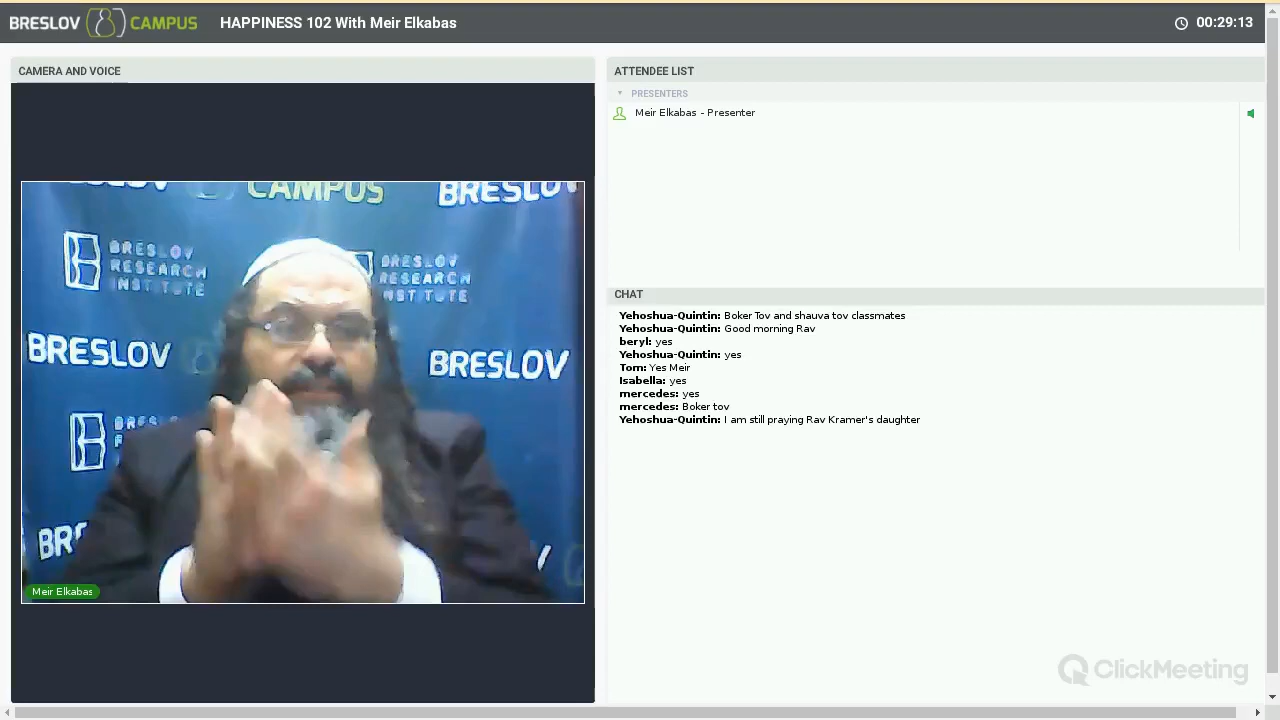 BRESLOV CAMPUS HAPPINESS 102 With Meir Elkabas 00:29:13
CAMERA AND VOICE
BRESLOV
CAMPUS
BRESLOV
BRESLOV
RESEARCH
INSTITUTE
BRESLOV
RESEARCH
INSTITUTE
BRESLOV
BRESLOV
BRES
BRE
Meir Elkabas
ATTENDEE LIST
PRESENTERS
Meir Elkabas - Presenter
CHAT
Yehoshua-Quintin: Boker Tov and shauva tov classmates
Yehoshua-Quintin: Good morning Rav
beryl: yes
Yehoshua-Quintin: yes
Tom: Yes Meir
Isabella: yes
mercedes: yes
mercedes: Boker tov
Yehoshua-Quintin: I am still praying Rav Kramer's daughter
ClickMeeting